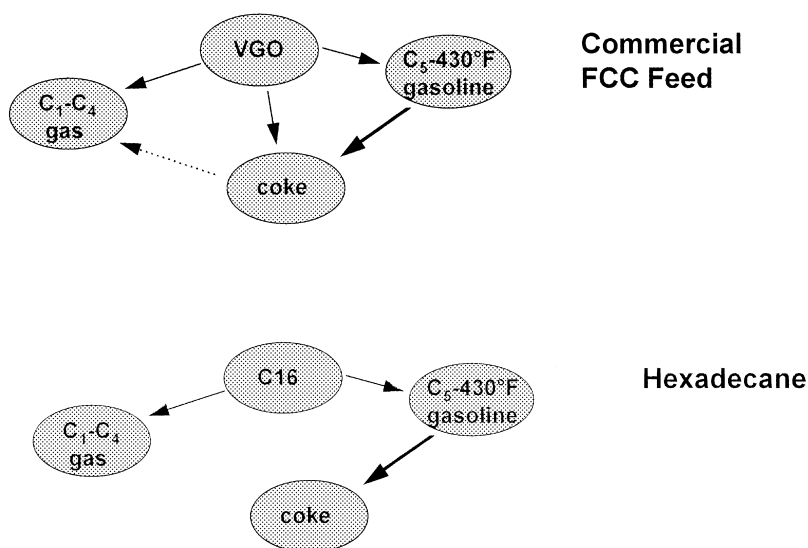 VGO
C₅-430°F
gasoline
Commercial
FCC Feed
C₁-C₄
gas
coke
C16
C₅-430°F
gasoline
Hexadecane
C₁-C₄
gas
coke